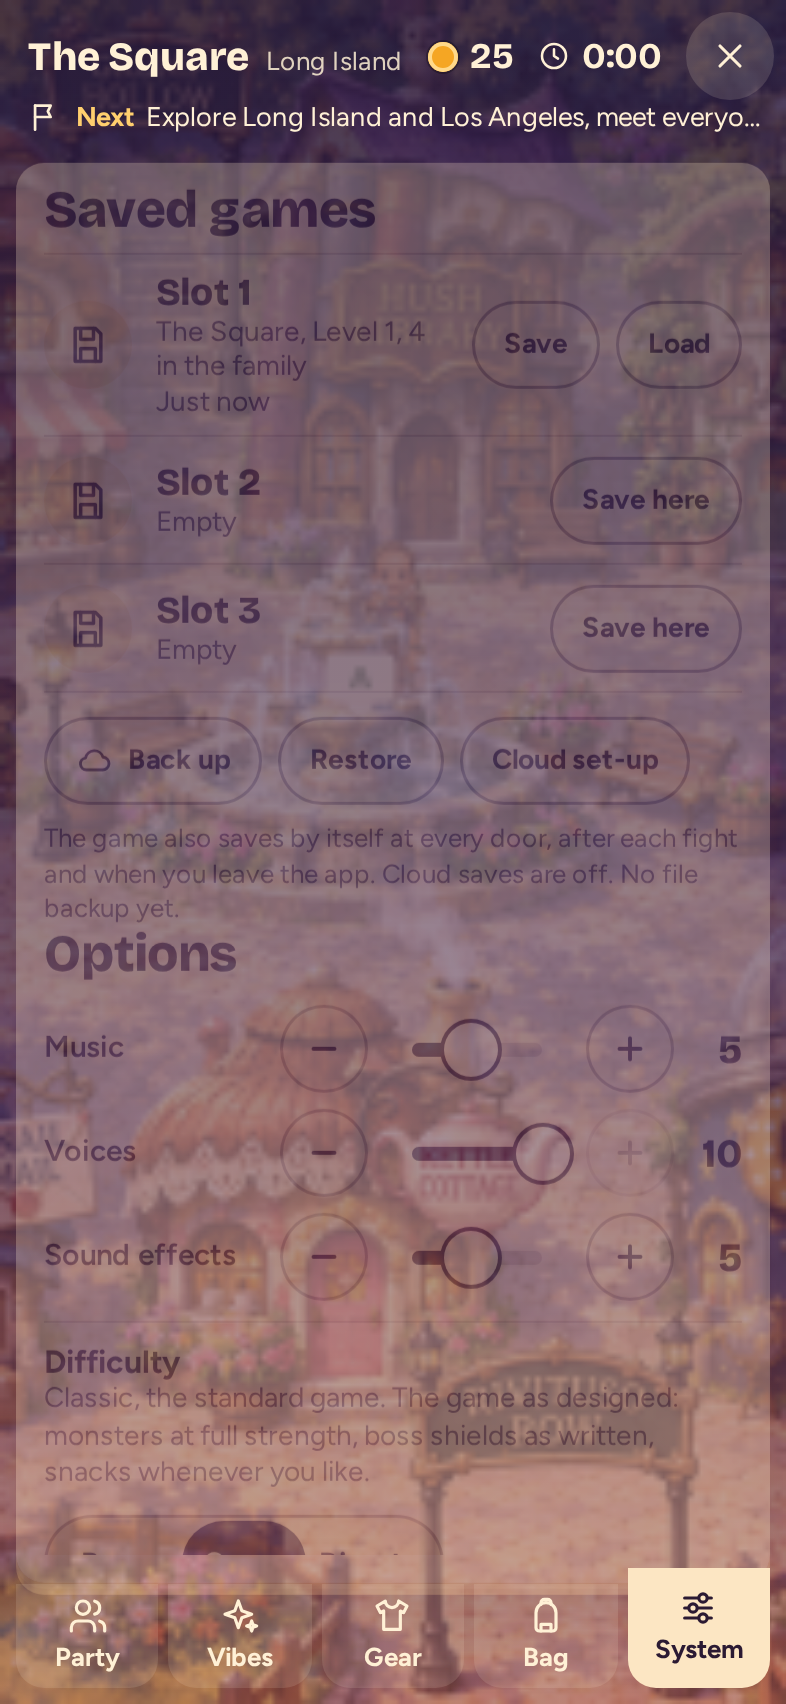 The Square Long Island 25 0:00
Next Explore Long Island and Los Angeles, meet everyo...
Saved games
Slot 1
The Square, Level 1, 4
in the family
Just now
Save Load
Slot 2
Empty
Save here
Slot 3
Empty
Save here
Back up Restore Cloud set-up
The game also saves by itself at every door, after each fight
and when you leave the app. Cloud saves are off. No file
backup yet.
Options
Music 5
Voices 10
KETTLE
COTTAGE
Sound effects 5
Difficulty
Classic, the standard game. The game as designed:
monsters at full strength, boss shields as written,
snacks whenever you like.
Party Vibes Gear Bag System